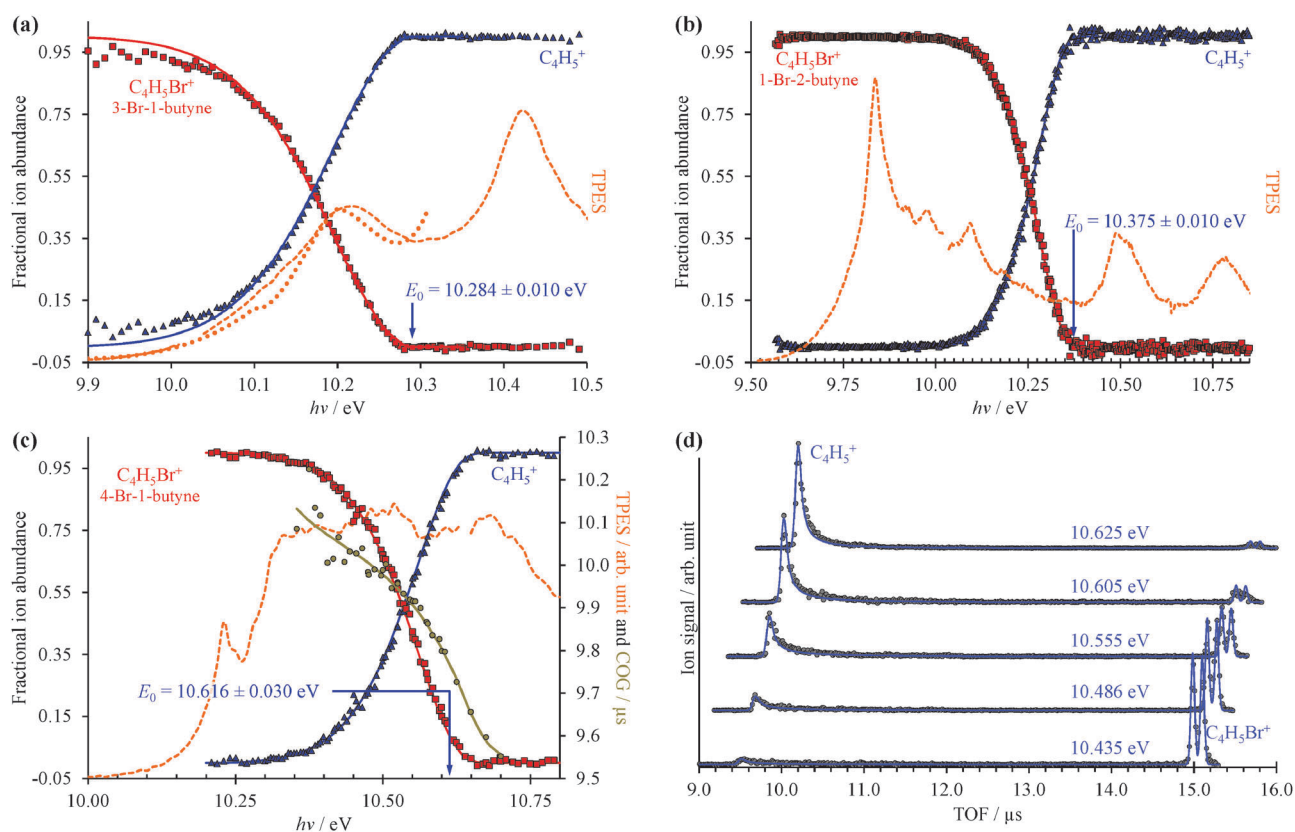 (a)
0.95
0.75
0.55
0.35
0.15
-0.05
Fractional ion abundance
C₄H₅Br⁺
3-Br-1-butyne
C₄H₅⁺
E₀ = 10.284 ± 0.010 eV
TPES
9.9
10.0
10.1
10.2
10.3
10.4
10.5
hν / eV
(b)
0.95
0.75
0.55
0.35
0.15
-0.05
Fractional ion abundance
C₄H₅Br⁺
1-Br-2-butyne
C₄H₅⁺
E₀ = 10.375 ± 0.010 eV
TPES
9.50
9.75
10.00
10.25
10.50
10.75
hν / eV
(c)
0.95
0.75
0.55
0.35
0.15
-0.05
Fractional ion abundance
C₄H₅Br⁺
4-Br-1-butyne
C₄H₅⁺
E₀ = 10.616 ± 0.030 eV
10.3
10.2
10.1
10.0
9.9
9.8
9.7
9.6
9.5
TPES / arb. unit and COG / µs
10.00
10.25
10.50
10.75
hν / eV
(d)
Ion signal / arb. unit
C₄H₅⁺
10.625 eV
10.605 eV
10.555 eV
10.486 eV
10.435 eV
C₄H₅Br⁺
9.0
10.0
11.0
12.0
13.0
14.0
15.0
16.0
TOF / µs